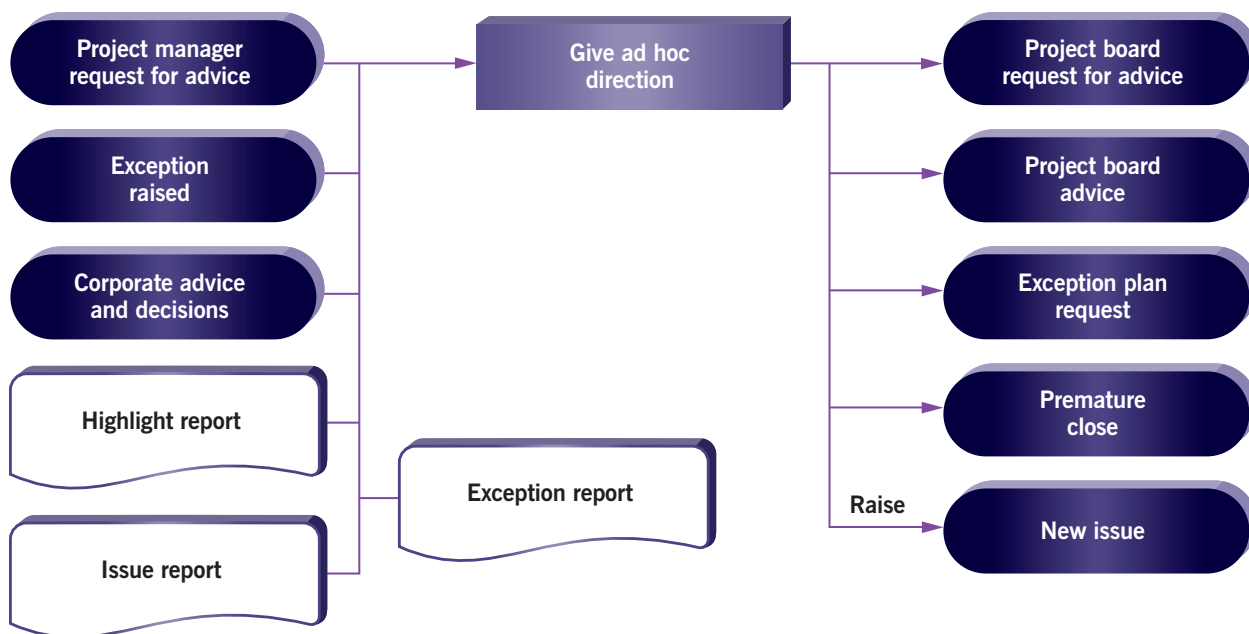 Project manager
request for advice
Exception
raised
Corporate advice
and decisions
Highlight report
Issue report
Exception report
Give ad hoc
direction
Project board
request for advice
Project board
advice
Exception plan
request
Premature
close
Raise
New issue